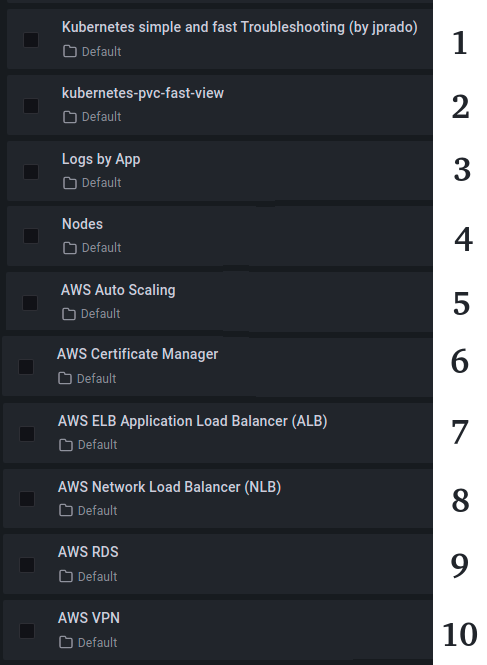 Kubernetes simple and fast Troubleshooting (by jprado)
Default
1
kubernetes-pvc-fast-view
Default
2
Logs by App
Default
3
Nodes
Default
4
AWS Auto Scaling
Default
5
AWS Certificate Manager
Default
6
AWS ELB Application Load Balancer (ALB)
Default
7
AWS Network Load Balancer (NLB)
Default
8
AWS RDS
Default
9
AWS VPN
Default
10